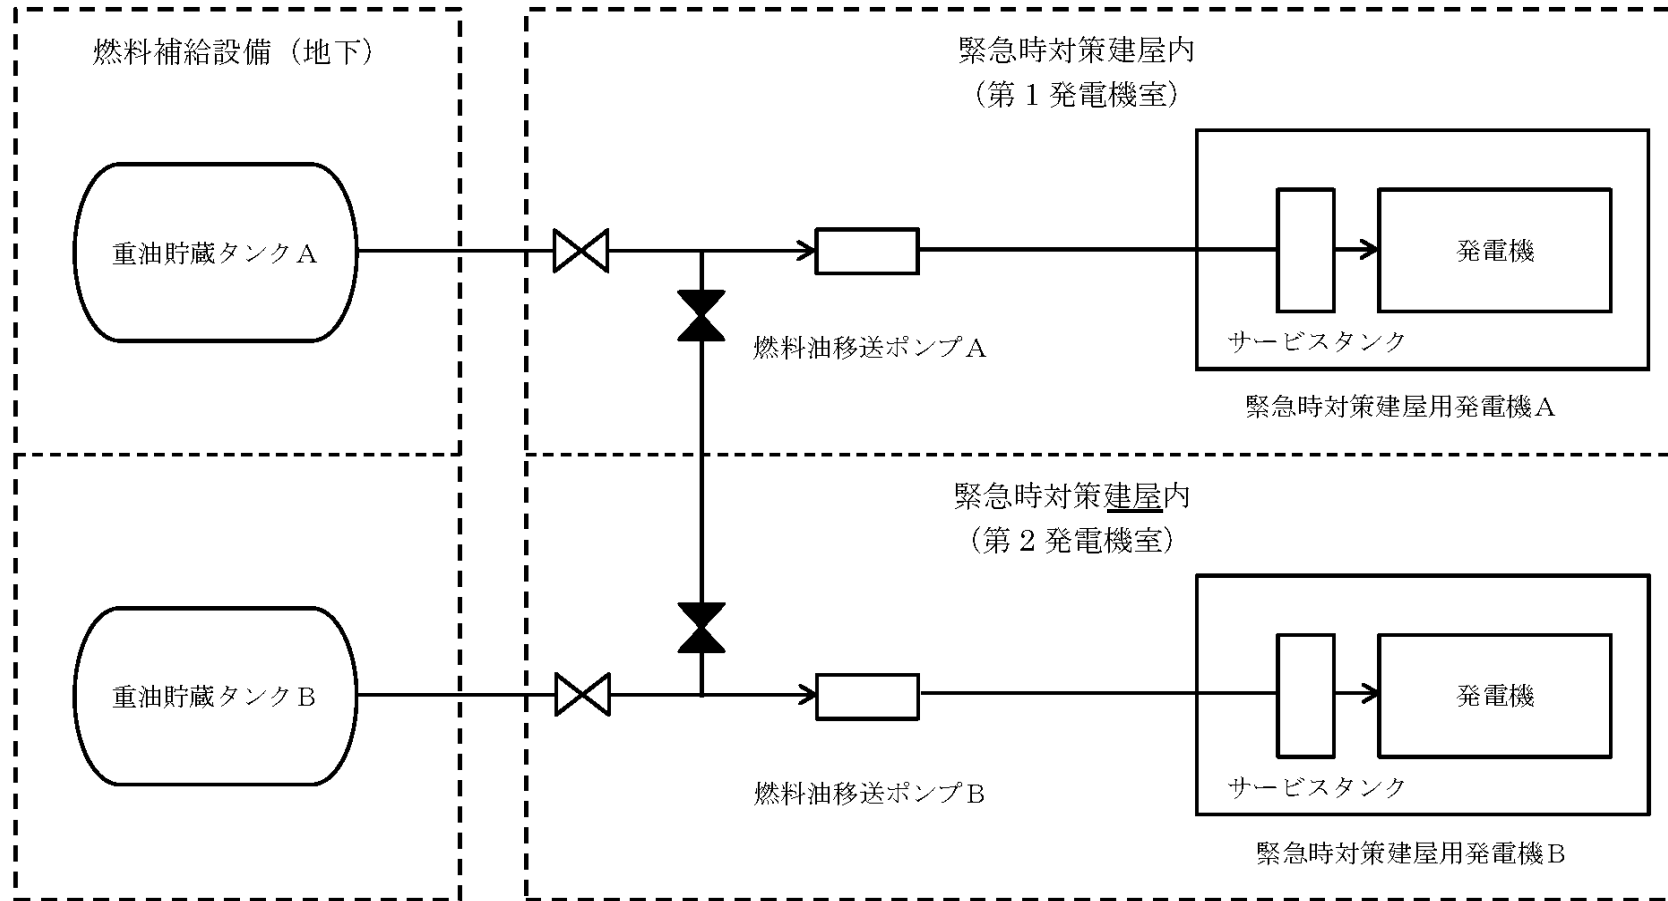 燃料補給設備（地下）
緊急時対策建屋内
（第１発電機室）
重油貯蔵タンクＡ
発電機
サービスタンク
燃料油移送ポンプＡ
緊急時対策建屋用発電機Ａ
緊急時対策建屋内
（第２発電機室）
重油貯蔵タンクＢ
発電機
サービスタンク
燃料油移送ポンプＢ
緊急時対策建屋用発電機Ｂ